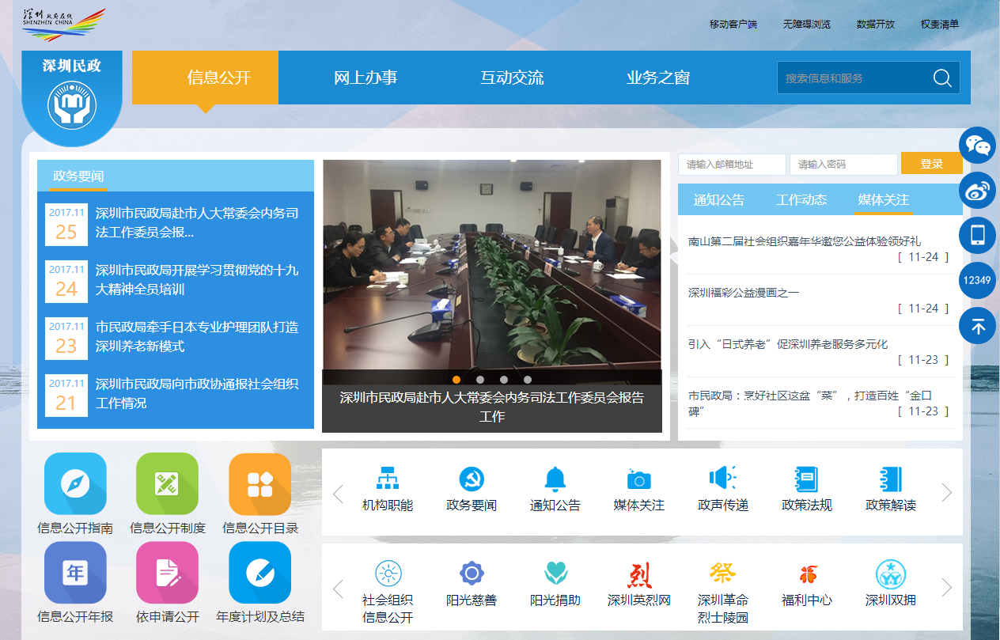 深圳政府在线
SHENZHEN CHINA
移动客户端 无障碍浏览 数据开放 权责清单
深圳民政
信息公开 网上办事 互动交流 业务之窗
搜索信息和服务
政务要闻
2017.11
25
深圳市民政局赴市人大常委会内务司
法工作委员会报...
2017.11
24
深圳市民政局开展学习贯彻党的十九
大精神全员培训
2017.11
23
市民政局牵手日本专业护理团队打造
深圳养老新模式
2017.11
21
深圳市民政局向市政协通报社会组织
工作情况
深圳市民政局赴市人大常委会内务司法工作委员会报告
工作
请输入邮箱地址 请输入密码 登录
通知公告 工作动态 媒体关注
南山第二届社会组织嘉年华邀您公益体验领好礼
[ 11-24 ]
深圳福彩公益漫画之一
[ 11-24 ]
引入“日式养老”促深圳养老服务多元化
[ 11-23 ]
市民政局：烹好社区这盆“菜”，打造百姓“金口
碑” [ 11-23 ]
12349
信息公开指南 信息公开制度 信息公开目录
年
信息公开年报 依申请公开 年度计划及总结
机构职能 政务要闻 通知公告 媒体关注 政声传递 政策法规 政策解读
烈 祭
社会组织
信息公开
阳光慈善 阳光捐助 深圳英烈网
深圳革命
烈士陵园
福利中心 深圳双拥